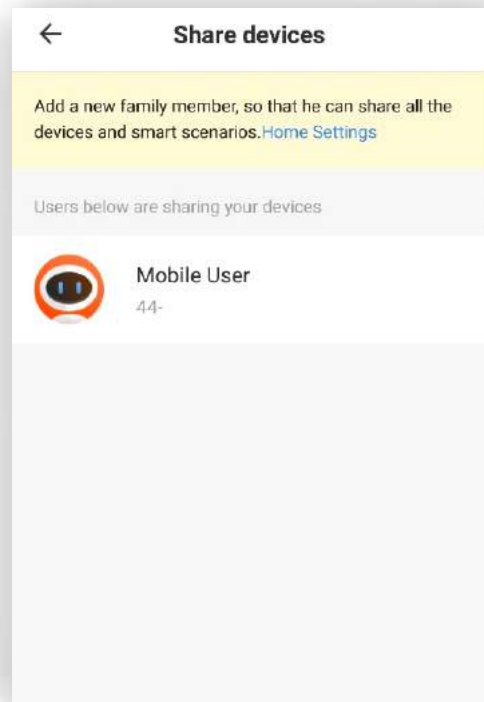 Share devices
Add a new family member, so that he can share all the
devices and smart scenarios.Home Settings
Users below are sharing your devices
Mobile User
44-